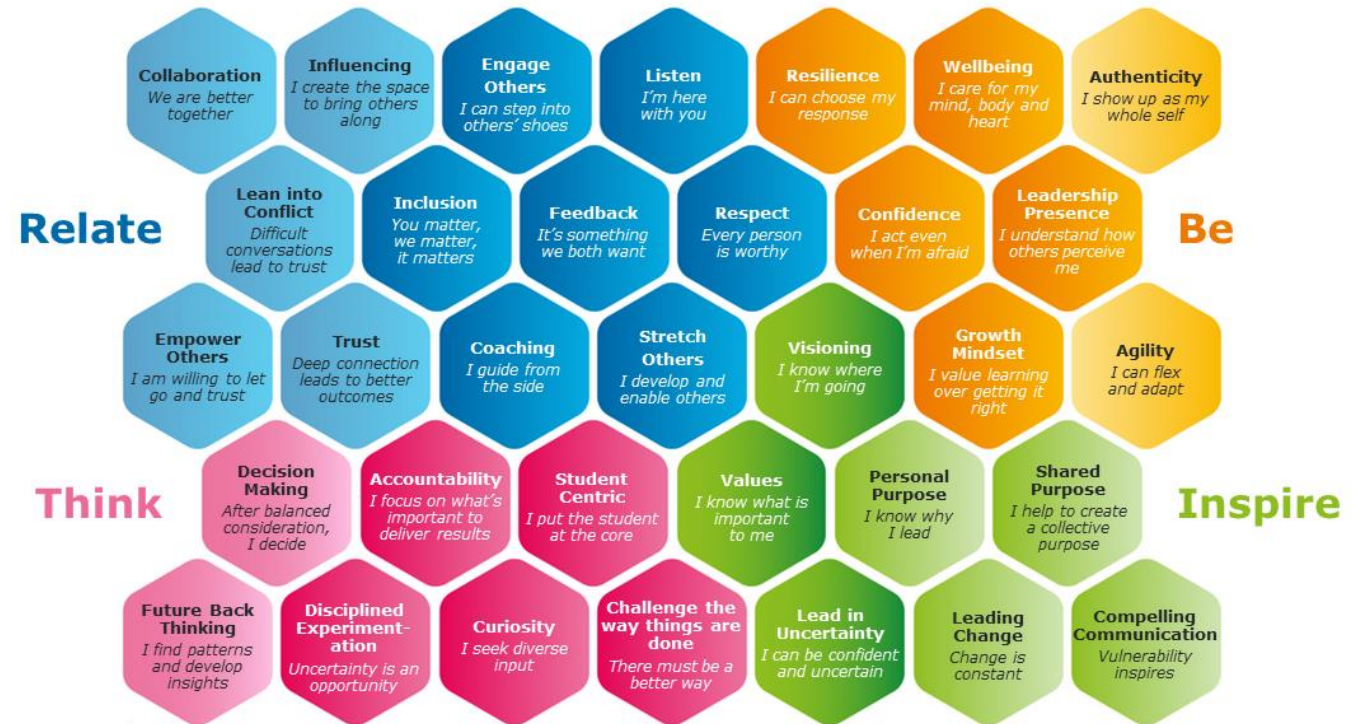 Collaboration
We are better
together
Influencing
I create the space
to bring others
along
Engage
Others
I can step into
others' shoes
Listen
I'm here
with you
Resilience
I can choose my
response
Wellbeing
I care for my
mind, body and
heart
Authenticity
I show up as my
whole self
Relate
Lean into
Conflict
Difficult
conversations
lead to trust
Inclusion
You matter,
we matter,
it matters
Feedback
It's something
we both want
Respect
Every person
is worthy
Confidence
I act even
when I'm afraid
Leadership
Presence
I understand how
others perceive
me
Be
Empower
Others
I am willing to let
go and trust
Trust
Deep connection
leads to better
outcomes
Coaching
I guide from
the side
Stretch
Others
I develop and
enable others
Visioning
I know where
I'm going
Growth
Mindset
I value learning
over getting it
right
Agility
I can flex
and adapt
Think
Decision
Making
After balanced
consideration,
I decide
Accountability
I focus on what's
important to
deliver results
Student
Centric
I put the student
at the core
Values
I know what is
important
to me
Personal
Purpose
I know why
I lead
Shared
Purpose
I help to create
a collective
purpose
Inspire
Future Back
Thinking
I find patterns
and develop
insights
Disciplined
Experiment-
ation
Uncertainty is an
opportunity
Curiosity
I seek diverse
input
Challenge the
way things are
done
There must be a
better way
Lead in
Uncertainty
I can be confident
and uncertain
Leading
Change
Change is
constant
Compelling
Communication
Vulnerability
inspires